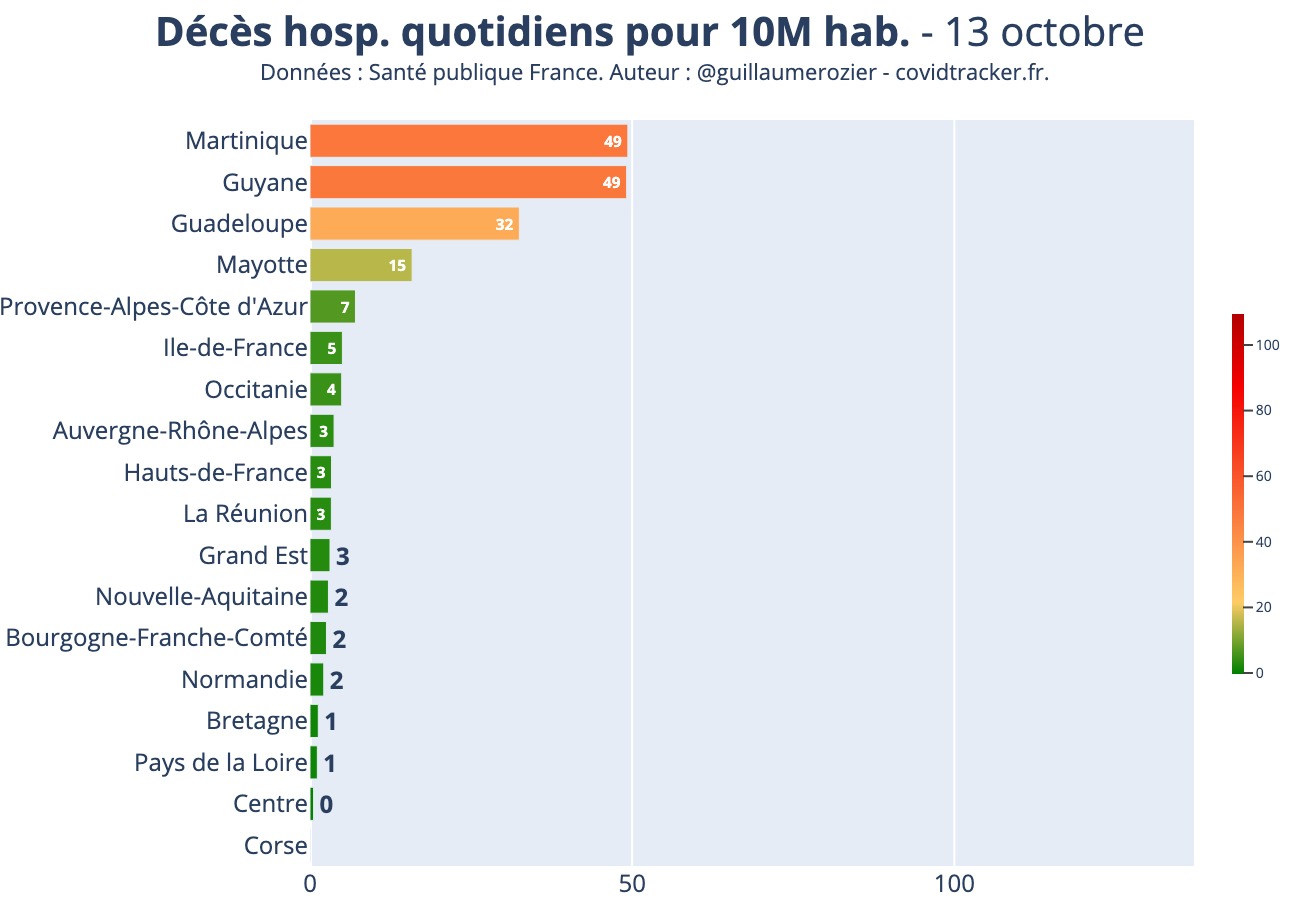 Décès hosp. quotidiens pour 10M hab. - 13 octobre
Données : Santé publique France. Auteur : @guillaumerozier - covidtracker.fr.
Martinique 49
Guyane 49
Guadeloupe 32
Mayotte 15
Provence-Alpes-Côte d'Azur 7
Ile-de-France 5
Occitanie 4
Auvergne-Rhône-Alpes 3
Hauts-de-France 3
La Réunion 3
Grand Est 3
Nouvelle-Aquitaine 2
Bourgogne-Franche-Comté 2
Normandie 2
Bretagne 1
Pays de la Loire 1
Centre 0
Corse
0 50 100
100
80
60
40
20
0